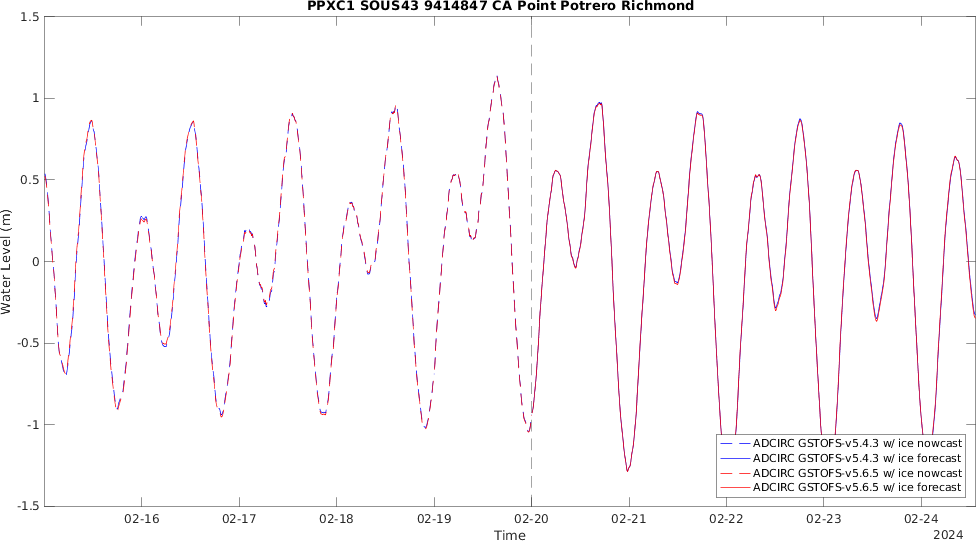 PPXC1 SOUS43 9414847 CA Point Potrero Richmond
1.5
1
0.5
0
-0.5
-1
-1.5
Water Level (m)
02-16 02-17 02-18 02-19 02-20 02-21 02-22 02-23 02-24
Time
2024
ADCIRC GSTOFS-v5.4.3 w/ ice nowcast
ADCIRC GSTOFS-v5.4.3 w/ ice forecast
ADCIRC GSTOFS-v5.6.5 w/ ice nowcast
ADCIRC GSTOFS-v5.6.5 w/ ice forecast